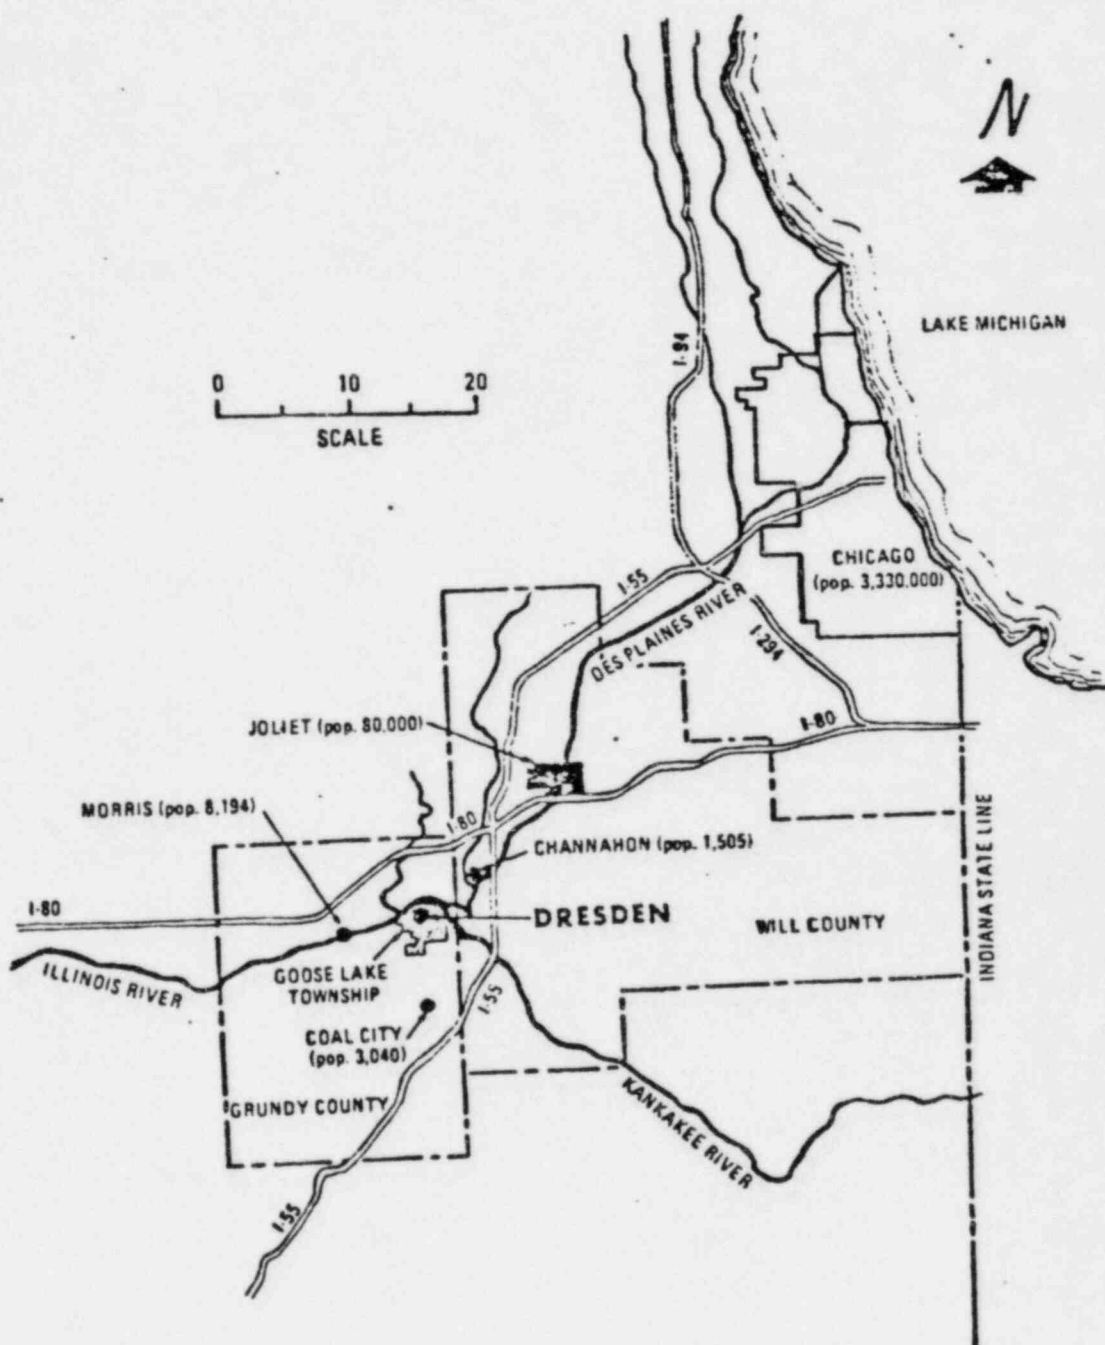 N
LAKE MICHIGAN
I-94
0 10 20
SCALE
CHICAGO
(pop. 3,330,000)
I-55
DES PLAINES RIVER
I-294
JOLIET (pop. 80,000)
I-80
MORRIS (pop. 8,194)
I-80
CHANNAHON (pop. 1,505)
INDIANA STATE LINE
I-80
DRESDEN
WILL COUNTY
ILLINOIS RIVER
GOOSE LAKE
TOWNSHIP
I-55
COAL CITY
(pop. 3,040)
GRUNDY COUNTY
KANKAKEE RIVER
I-55